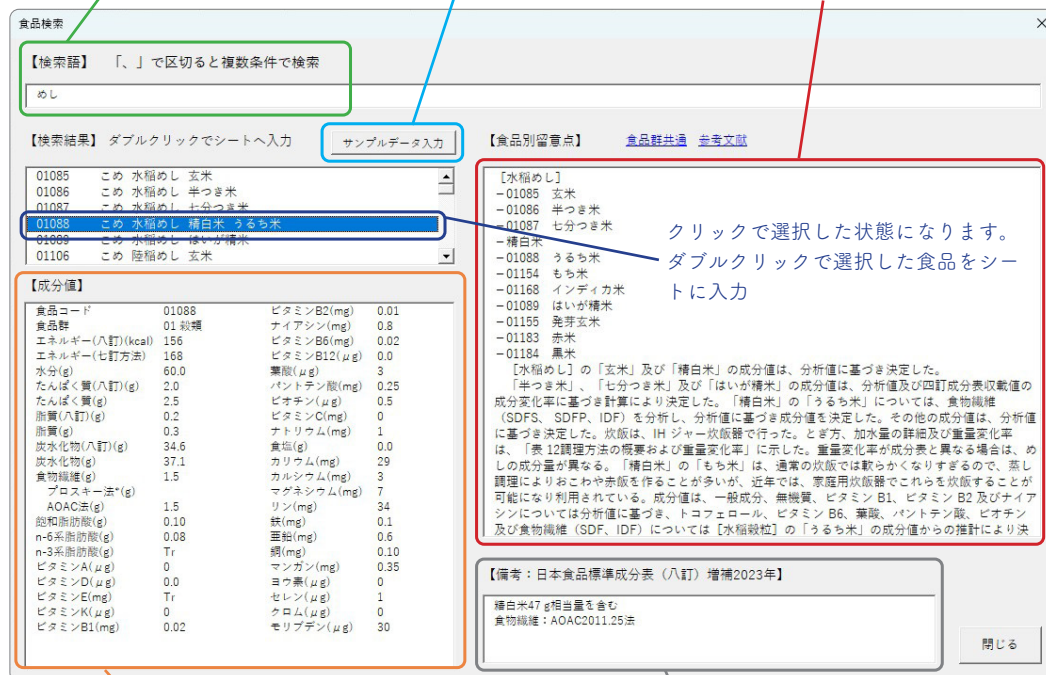 食品検索
×
【検索語】 「、」で区切ると複数条件で検索
めし
【検索結果】 ダブルクリックでシートへ入力
サンプルデータ入力
01085 こめ 水稲めし 玄米
01086 こめ 水稲めし 半つき米
01087 こめ 水稲めし 七分つき米
01088 こめ 水稲めし 精白米 うるち米
01089 こめ 水稲めし はいが精米
01106 こめ 陸稲めし 玄米
【成分値】
食品コード 01088 ビタミンB2(mg) 0.01
食品群 01 穀類 ナイアシン(mg) 0.8
エネルギー(八訂)(kcal) 156 ビタミンB6(mg) 0.02
エネルギー(七訂方法) 168 ビタミンB12(μg) 0.0
水分(g) 60.0 葉酸(μg) 3
たんぱく質(八訂)(g) 2.0 パントテン酸(mg) 0.25
たんぱく質(g) 2.5 ビオチン(μg) 0.5
脂質(八訂)(g) 0.2 ビタミンC(mg) 0
脂質(g) 0.3 ナトリウム(mg) 1
炭水化物(八訂)(g) 34.6 食塩(g) 0.0
炭水化物(g) 37.1 カリウム(mg) 29
食物繊維(g) 1.5 カルシウム(mg) 3
プロスキー法*(g) マグネシウム(mg) 7
AOAC法(g) 1.5 リン(mg) 34
飽和脂肪酸(g) 0.10 鉄(mg) 0.1
n-6系脂肪酸(g) 0.08 亜鉛(mg) 0.6
n-3系脂肪酸(g) Tr 銅(mg) 0.10
ビタミンA(μg) 0 マンガン(mg) 0.35
ビタミンD(μg) 0.0 ヨウ素(μg) 0
ビタミンE(mg) Tr セレン(μg) 1
ビタミンK(μg) 0 クロム(μg) 0
ビタミンB1(mg) 0.02 モリブデン(μg) 30
【食品別留意点】 食品群共通 参考文献
[水稲めし]
－01085 玄米
－01086 半つき米
－01087 七分つき米
－精白米
－01088 うるち米
－01154 もち米
－01168 インディカ米
－01089 はいが精米
－01155 発芽玄米
－01183 赤米
－01184 黒米
[水稲めし]の「玄米」及び「精白米」の成分値は、分析値に基づき決定した。
「半つき米」、「七分つき米」及び「はいが精米」の成分値は、分析値及び四訂成分表収載値の
成分変化率に基づき計算により決定した。「精白米」の「うるち米」については、食物繊維
（SDFS、 SDFP、IDF）を分析し、分析値に基づき成分値を決定した。その他の成分値は、分析値
に基づき決定した。炊飯は、IH ジャー炊飯器で行った。とぎ方、加水量の詳細及び重量変化率
は、「表 12調理方法の概要および重量変化率」に示した。重量変化率が成分表と異なる場合は、め
しの成分量が異なる。「精白米」の「もち米」は、通常の炊飯では軟らかくなりすぎるので、蒸し
調理によりおこわや赤飯を作ることが多いが、近年では、家庭用炊飯器でこれらを炊飯することが
可能になり利用されている。成分値は、一般成分、無機質、ビタミン B1、ビタミン B2 及びナイア
シンについては分析値に基づき、トコフェロール、ビタミン B6、葉酸、パントテン酸、ビオチン
及び食物繊維（SDF、IDF）については [水稲穀粒] の「うるち米」の成分値からの推計により決
クリックで選択した状態になります。
ダブルクリックで選択した食品をシー
トに入力
【備考：日本食品標準成分表（八訂）増補2023年】
精白米47 g相当量を含む
食物繊維：AOAC2011.25法
閉じる